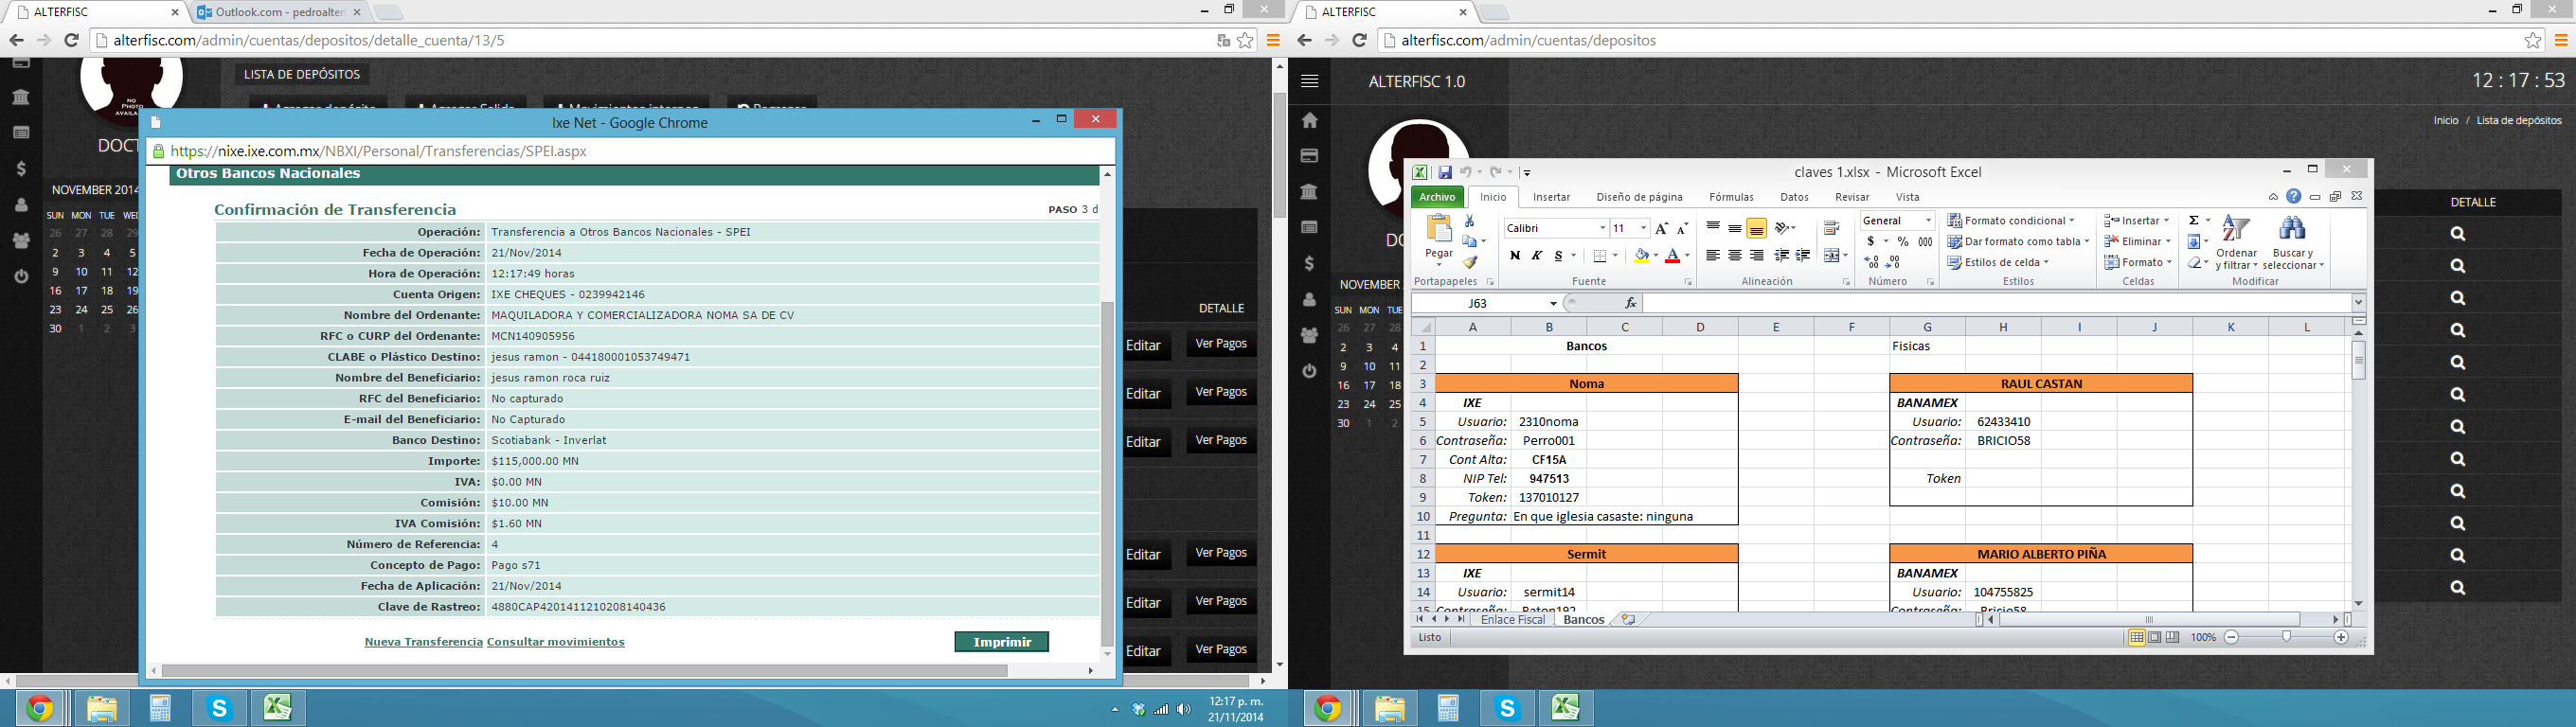 ALTERFISC
Outlook.com - pedroalter
alterfisc.com/admin/cuentas/depositos/detalle_cuenta/13/5
NO PHOTO AVAILABLE
LISTA DE DEPÓSITOS
Agregar depósito Agregar Salida Movimientos internos Regresar
DOCT
NOVEMBER 2014
SUN MON TUE WED
26 27 28 29
2 3 4 5
9 10 11 12
16 17 18 19
23 24 25 26
30 1 2 3
Ixe Net - Google Chrome
https://nixe.ixe.com.mx/NBXI/Personal/Transferencias/SPEI.aspx
Otros Bancos Nacionales
Confirmación de Transferencia PASO 3 d
Operación: Transferencia a Otros Bancos Nacionales - SPEI
Fecha de Operación: 21/Nov/2014
Hora de Operación: 12:17:49 horas
Cuenta Origen: IXE CHEQUES - 0239942146
Nombre del Ordenante: MAQUILADORA Y COMERCIALIZADORA NOMA SA DE CV
RFC o CURP del Ordenante: MCN140905956
CLABE o Plástico Destino: jesus ramon - 044180001053749471
Nombre del Beneficiario: jesus ramon roca ruiz
RFC del Beneficiario: No capturado
E-mail del Beneficiario: No Capturado
Banco Destino: Scotiabank - Inverlat
Importe: $115,000.00 MN
IVA: $0.00 MN
Comisión: $10.00 MN
IVA Comisión: $1.60 MN
Número de Referencia: 4
Concepto de Pago: Pago s71
Fecha de Aplicación: 21/Nov/2014
Clave de Rastreo: 4880CAP4201411210208140436
Nueva Transferencia Consultar movimientos Imprimir
DETALLE
Editar Ver Pagos
Editar Ver Pagos
Editar Ver Pagos
Editar Ver Pagos
Editar Ver Pagos
Editar Ver Pagos
12:17 p. m.
21/11/2014
ALTERFISC
alterfisc.com/admin/cuentas/depositos
ALTERFISC 1.0
12 : 17 : 53
Inicio / Lista de depósitos
DO
NOVEMBER
SUN MON TUE
26 27 28
2 3 4
9 10 11
16 17 18
23 24 25
30 1 2
DETALLE
claves 1.xlsx - Microsoft Excel
Archivo Inicio Insertar Diseño de página Fórmulas Datos Revisar Vista
Pegar
Calibri 11
N K S
General
$ % 000
Formato condicional
Dar formato como tabla
Estilos de celda
Insertar
Eliminar
Formato
Ordenar y filtrar
Buscar y seleccionar
Portapapeles Fuente Alineación Número Estilos Celdas Modificar
J63 fx
A B C D E F G H I J K L
1 Bancos Fisicas
2
3 Noma RAUL CASTAN
4 IXE BANAMEX
5 Usuario: 2310noma Usuario: 62433410
6 Contraseña: Perro001 Contraseña: BRICIO58
7 Cont Alta: CF15A
8 NIP Tel: 947513 Token
9 Token: 137010127
10 Pregunta: En que iglesia casaste: ninguna
11
12 Sermit MARIO ALBERTO PIÑA
13 IXE BANAMEX
14 Usuario: sermit14 Usuario: 104755825
15 Contraseña: Raton192 Contraseña: Bricio58
Enlace Fiscal Bancos
Listo 100%